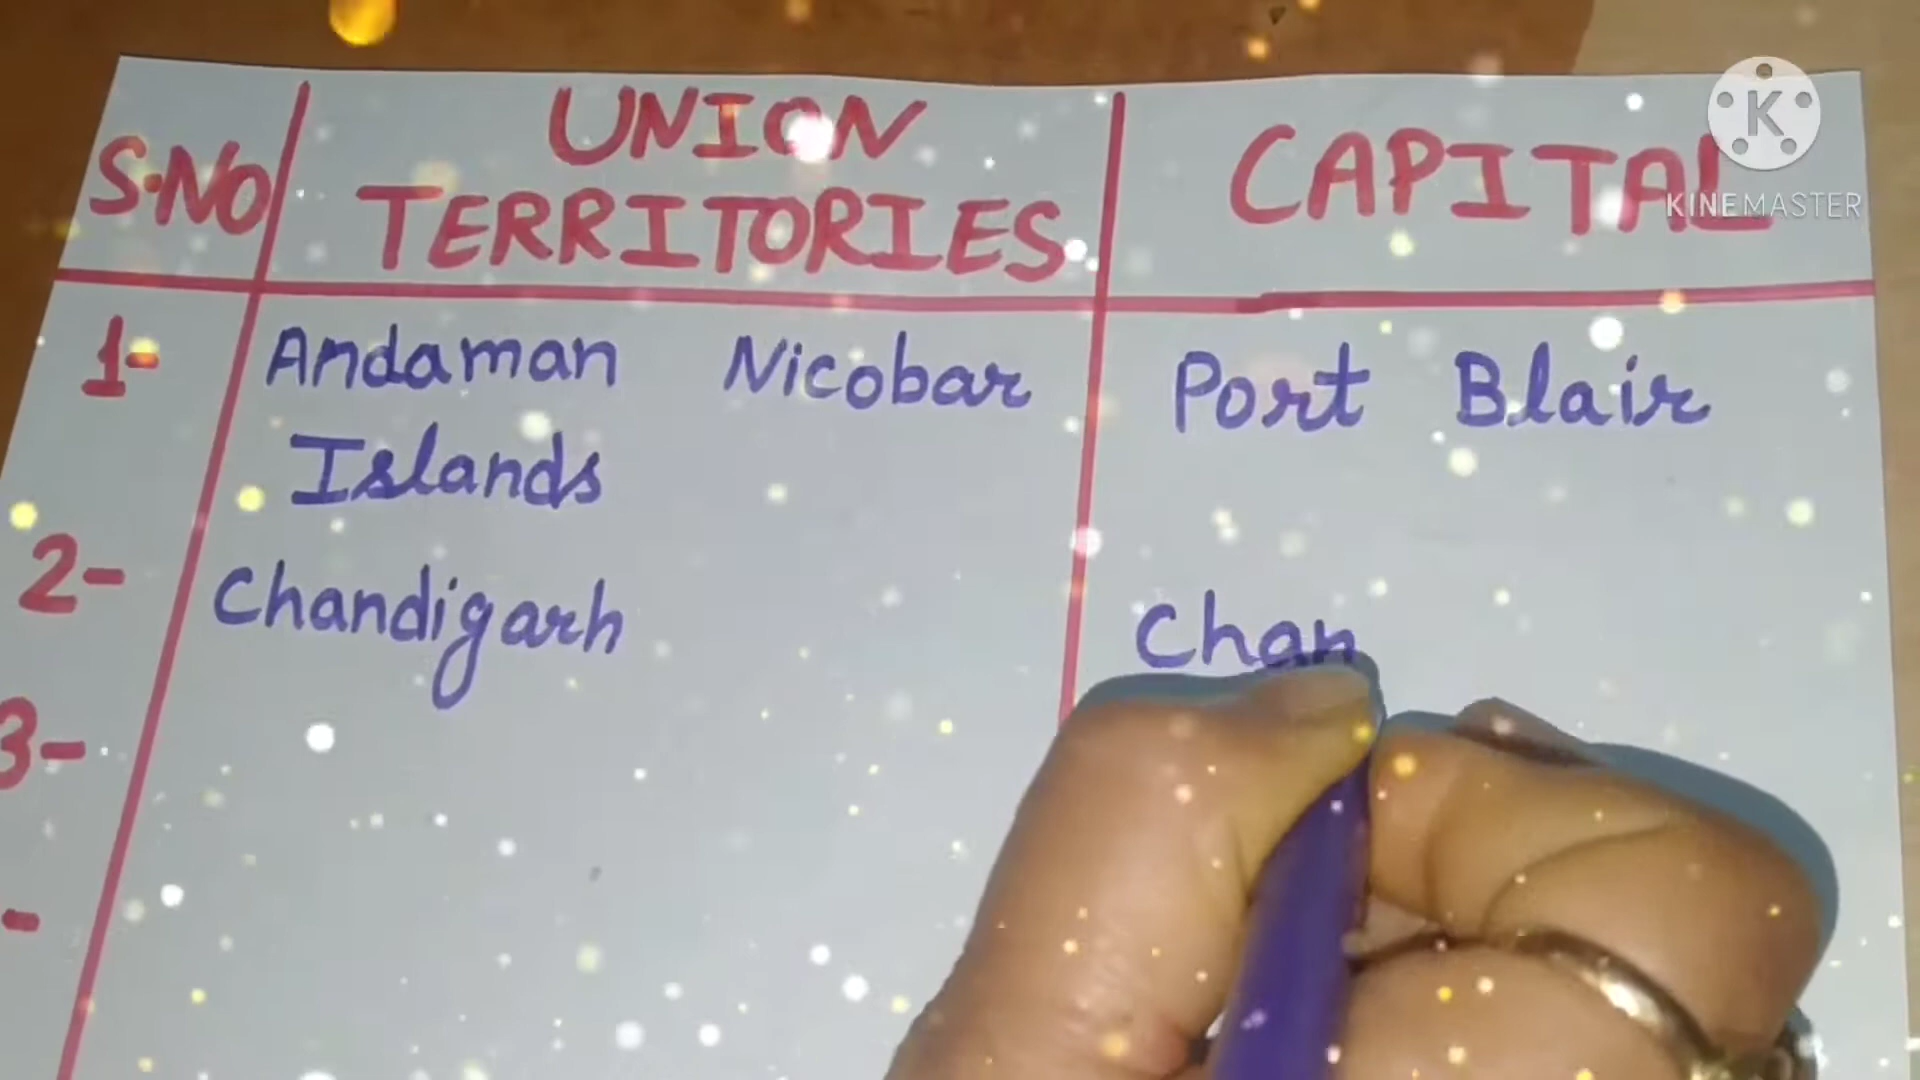 S.NO
UNION
TERRITORIES
CAPITAL
K
KINEMASTER
1- Andaman Nicobar Port Blair
Islands
2- Chandigarh Chan
3-
-